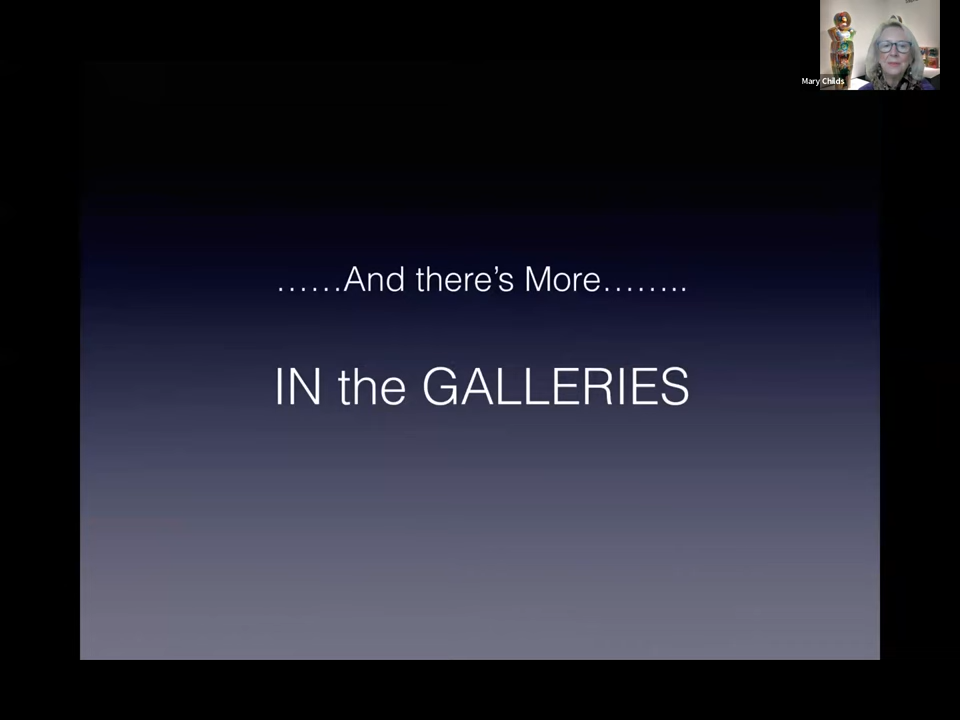 Mary Childs
……And there’s More……..
IN the GALLERIES